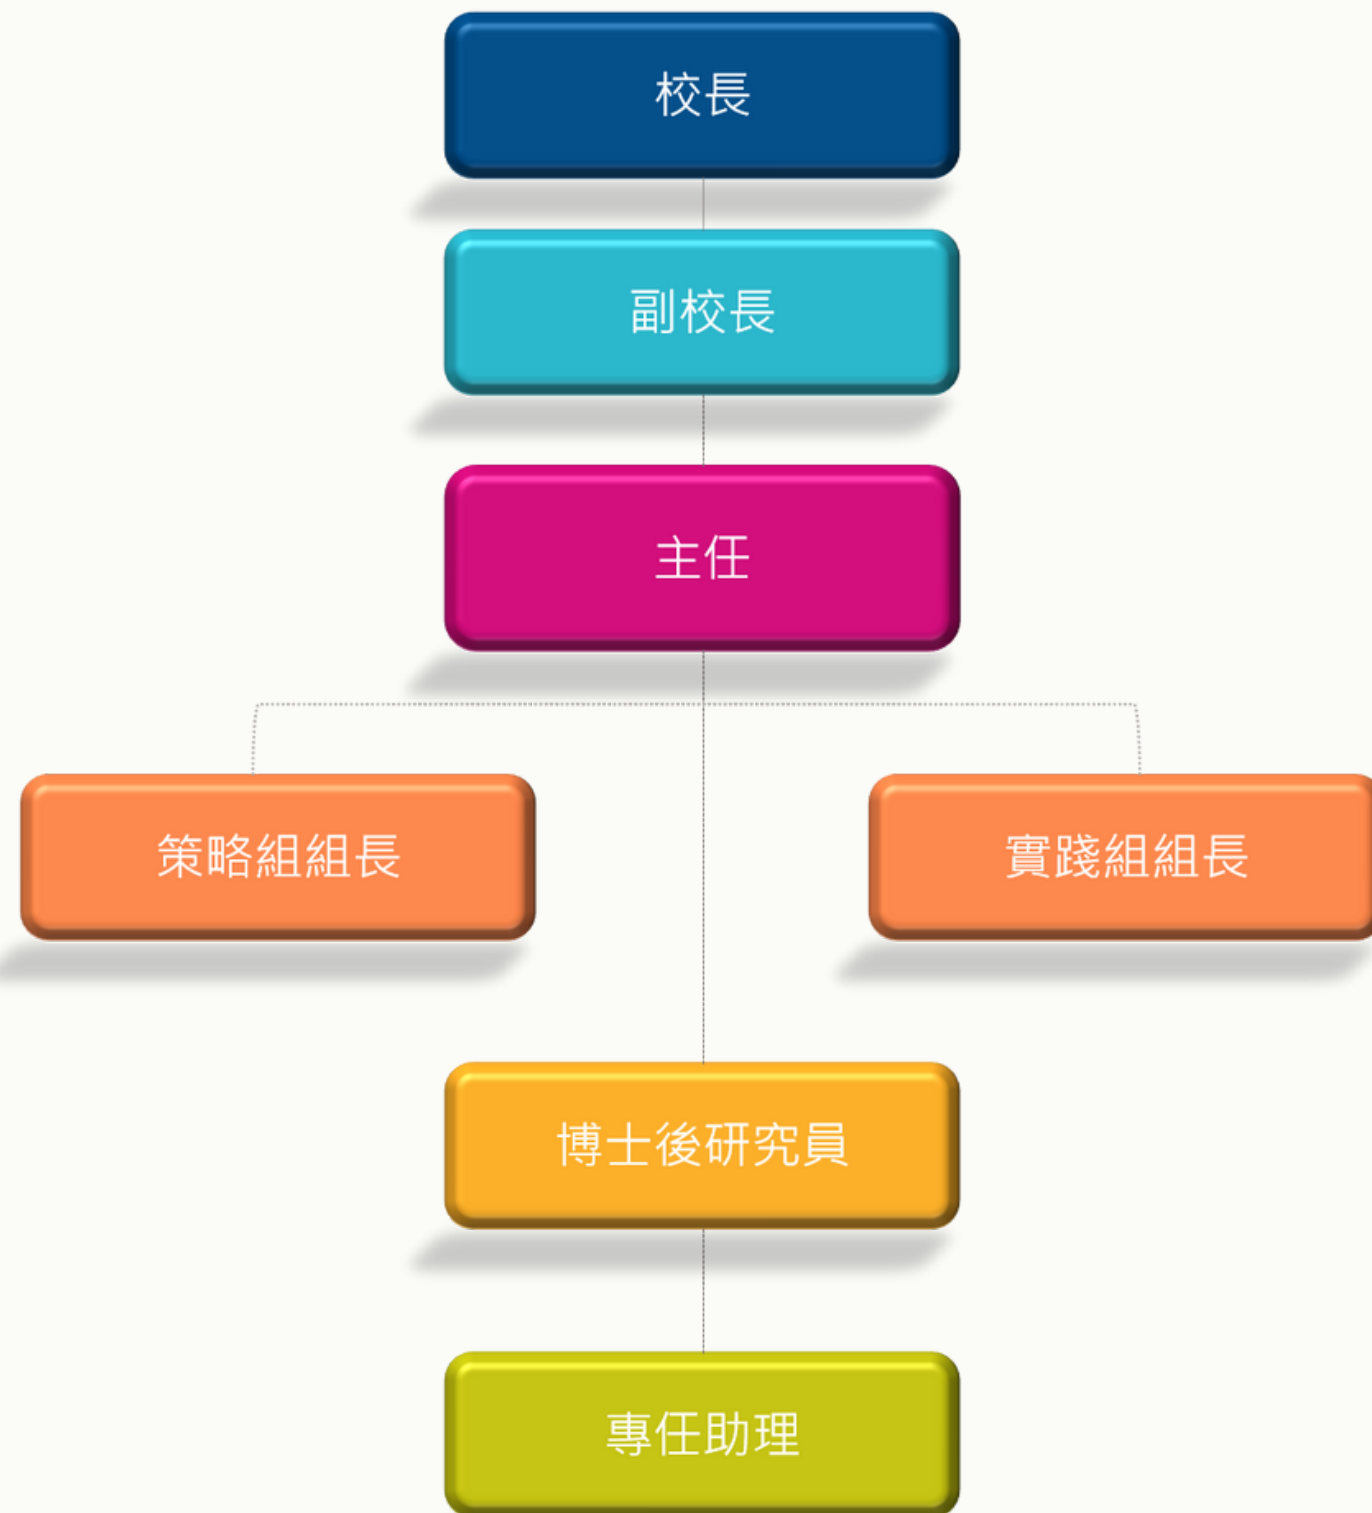 校長
副校長
主任
策略組組長
實踐組組長
博士後研究員
專任助理